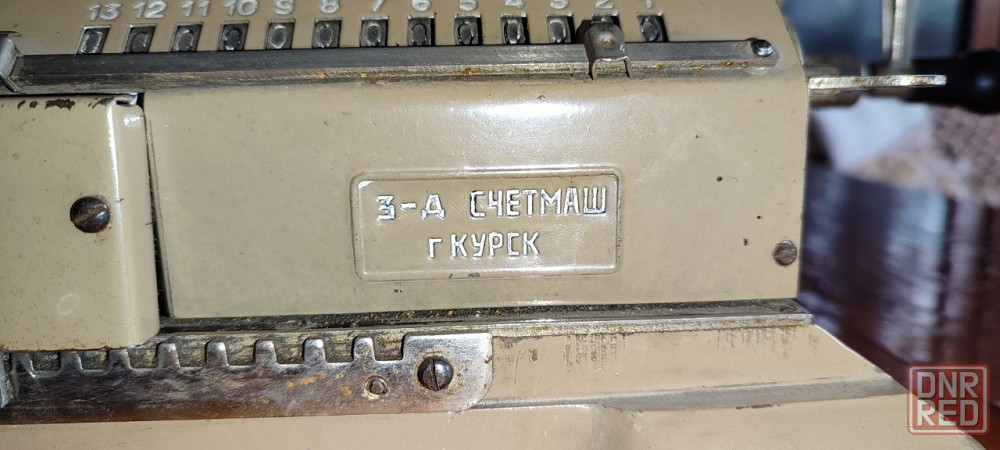 13 12 11 10 9 8 7 6 5 4 3 2 1
З-Д СЧЕТМАШ
г КУРСК
DNR
RED